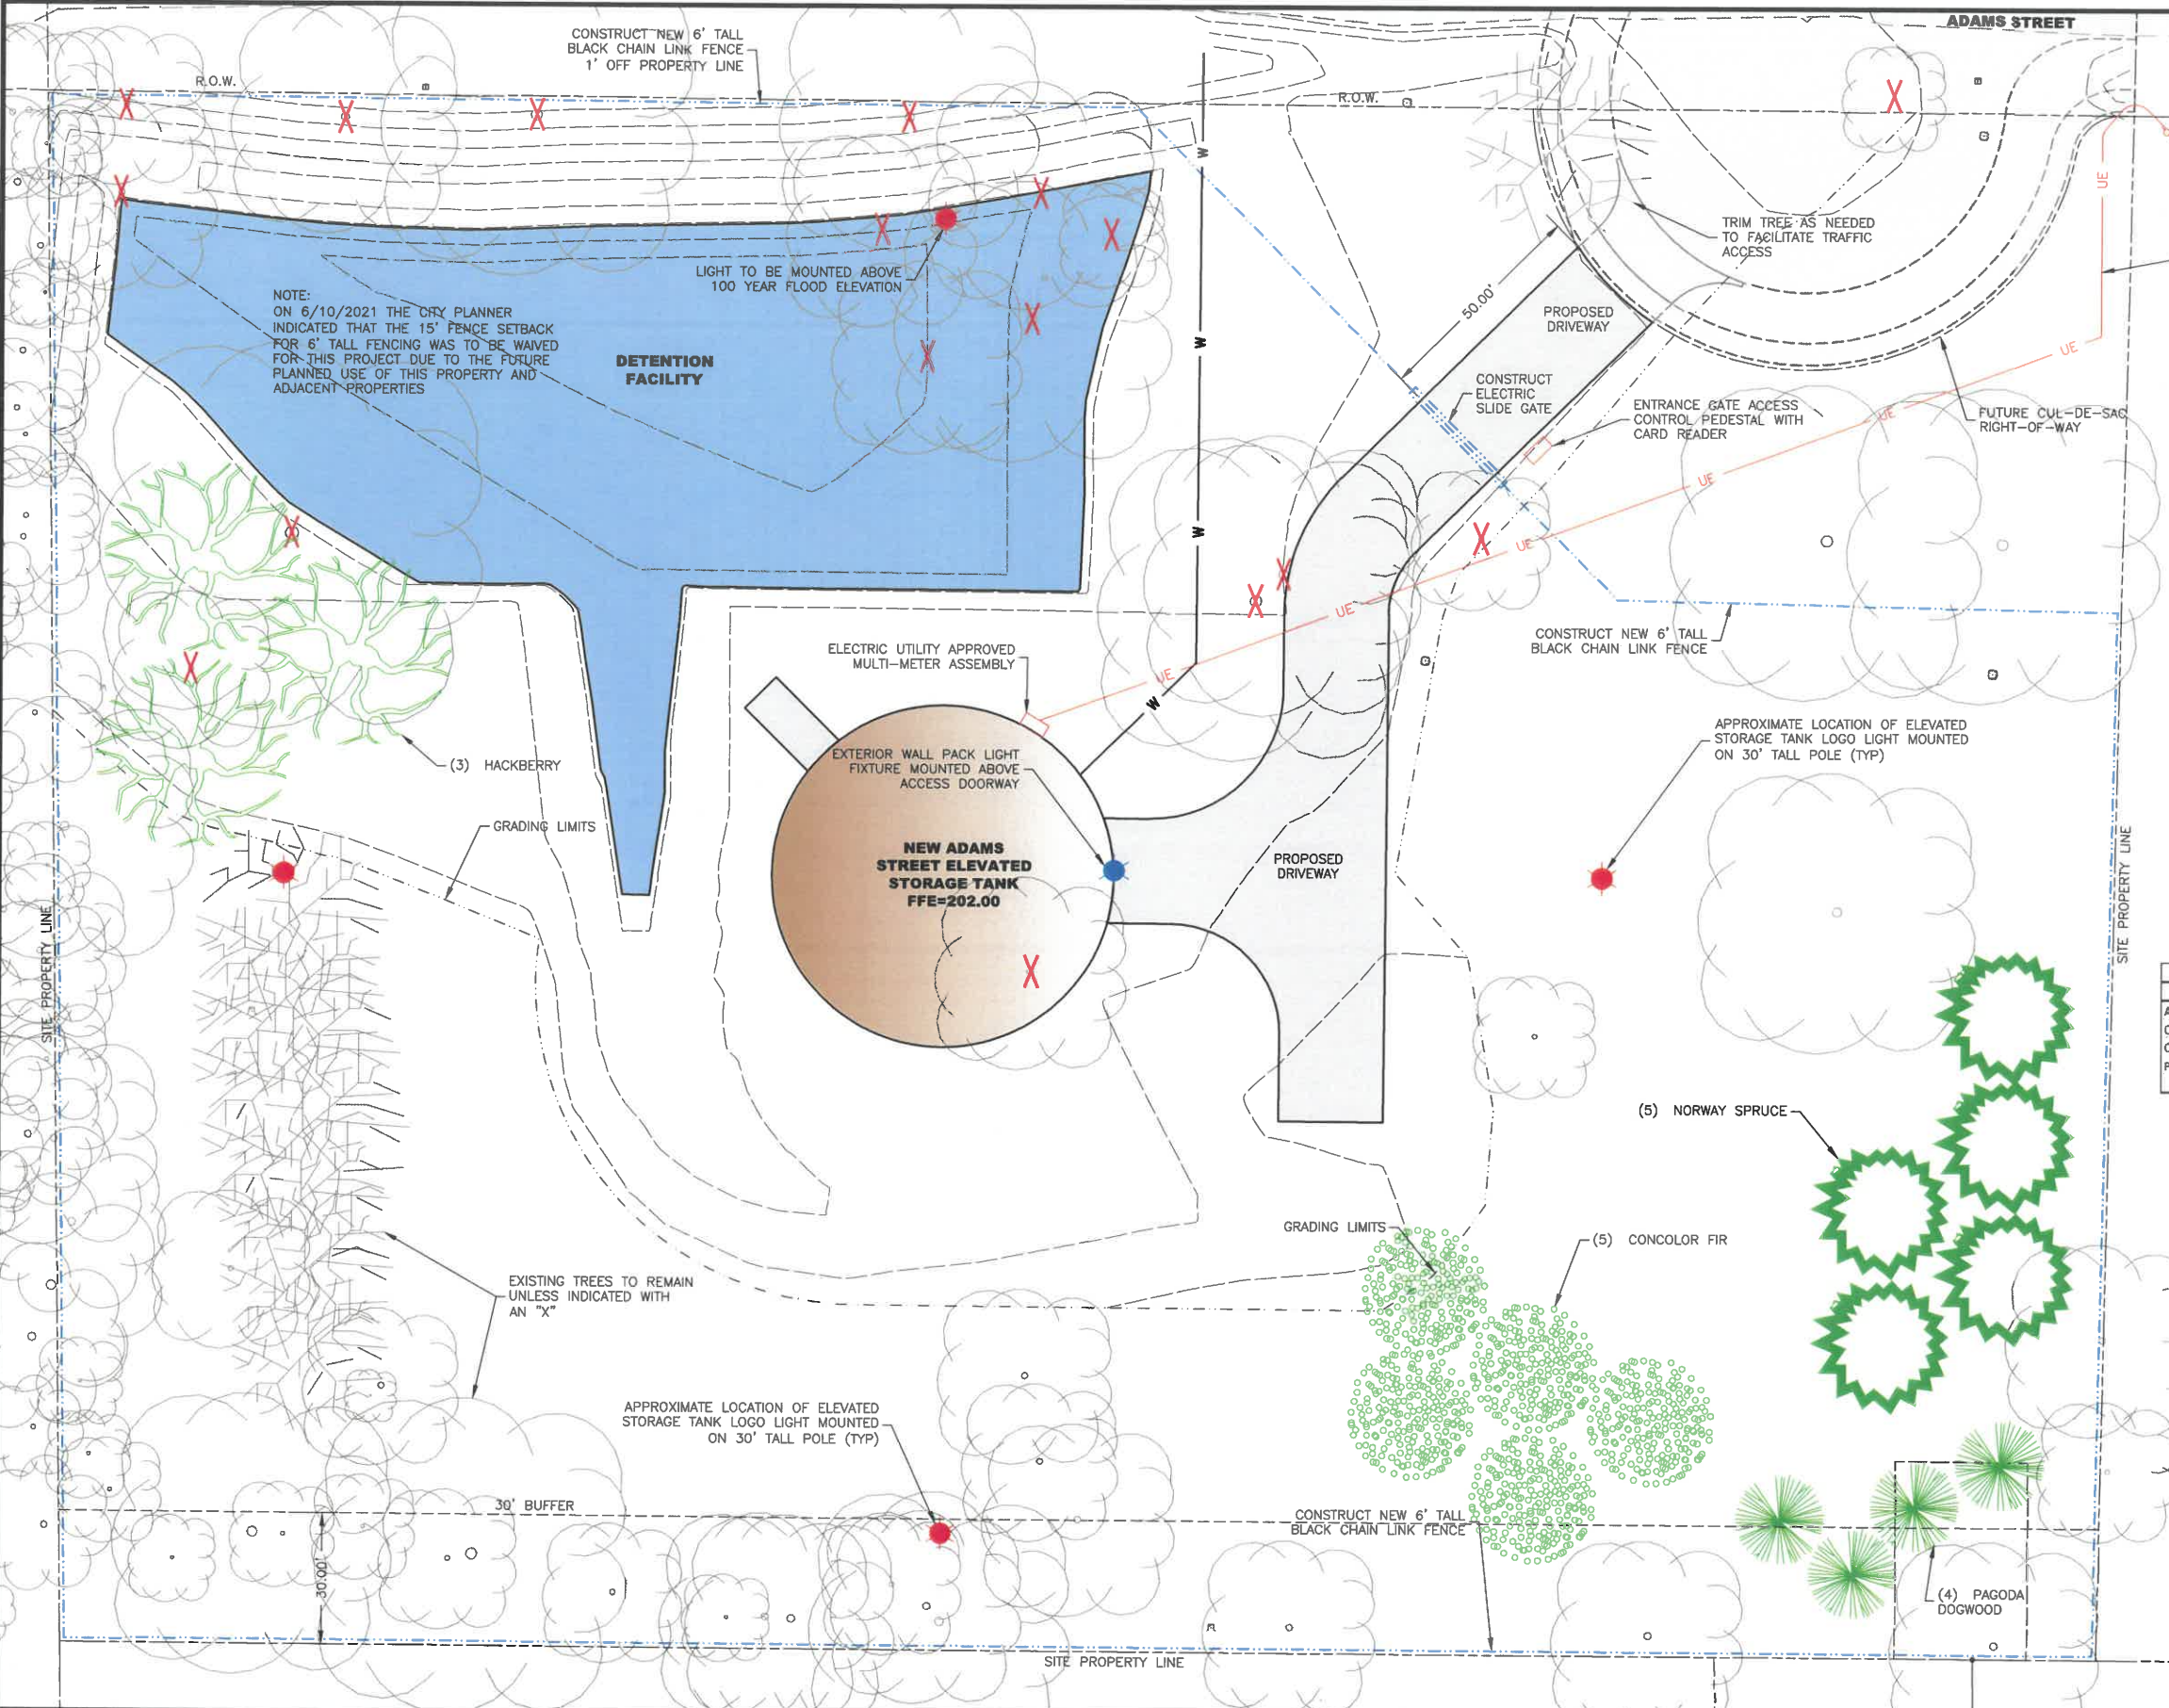 ADAMS STREET
CONSTRUCT NEW 6' TALL
BLACK CHAIN LINK FENCE
1' OFF PROPERTY LINE
R.O.W.
R.O.W.
W
UE
TRIM TREE AS NEEDED
TO FACILITATE TRAFFIC
ACCESS
LIGHT TO BE MOUNTED ABOVE
100 YEAR FLOOD ELEVATION
NOTE:
ON 6/10/2021 THE CITY PLANNER
INDICATED THAT THE 15' FENCE SETBACK
FOR 6' TALL FENCING WAS TO BE WAIVED
FOR THIS PROJECT DUE TO THE FUTURE
PLANNED USE OF THIS PROPERTY AND
ADJACENT PROPERTIES
DETENTION
FACILITY
50.00'
PROPOSED
DRIVEWAY
W
UE
CONSTRUCT
ELECTRIC
SLIDE GATE
ENTRANCE GATE ACCESS
CONTROL PEDESTAL WITH
CARD READER
UE
FUTURE CUL-DE-SAC
RIGHT-OF-WAY
UE
W
UE
UE
CONSTRUCT NEW 6' TALL
BLACK CHAIN LINK FENCE
ELECTRIC UTILITY APPROVED
MULTI-METER ASSEMBLY
UE
W
(3) HACKBERRY
EXTERIOR WALL PACK LIGHT
FIXTURE MOUNTED ABOVE
ACCESS DOORWAY
APPROXIMATE LOCATION OF ELEVATED
STORAGE TANK LOGO LIGHT MOUNTED
ON 30' TALL POLE (TYP)
GRADING LIMITS
NEW ADAMS
STREET ELEVATED
STORAGE TANK
FFE=202.00
PROPOSED
DRIVEWAY
SITE PROPERTY LINE
SITE PROPERTY LINE
(5) NORWAY SPRUCE
GRADING LIMITS
(5) CONCOLOR FIR
EXISTING TREES TO REMAIN
UNLESS INDICATED WITH
AN "X"
APPROXIMATE LOCATION OF ELEVATED
STORAGE TANK LOGO LIGHT MOUNTED
ON 30' TALL POLE (TYP)
30' BUFFER
30.00'
CONSTRUCT NEW 6' TALL
BLACK CHAIN LINK FENCE
(4) PAGODA
DOGWOOD
SITE PROPERTY LINE